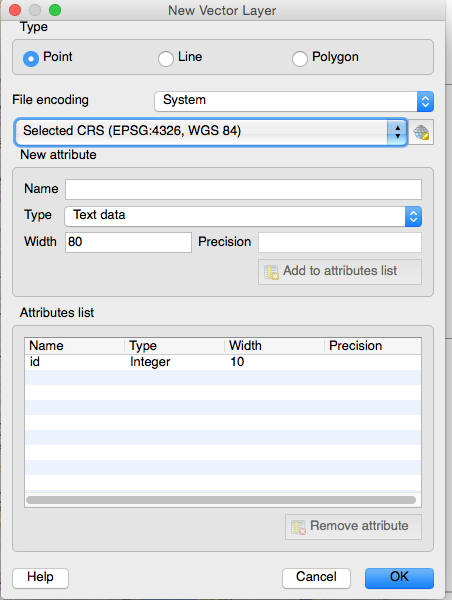 New Vector Layer
Type
Point Line Polygon
File encoding System
Selected CRS (EPSG:4326, WGS 84)
New attribute
Name
Type Text data
Width 80 Precision
Add to attributes list
Attributes list
Name Type Width Precision
id Integer 10
Remove attribute
Help Cancel OK